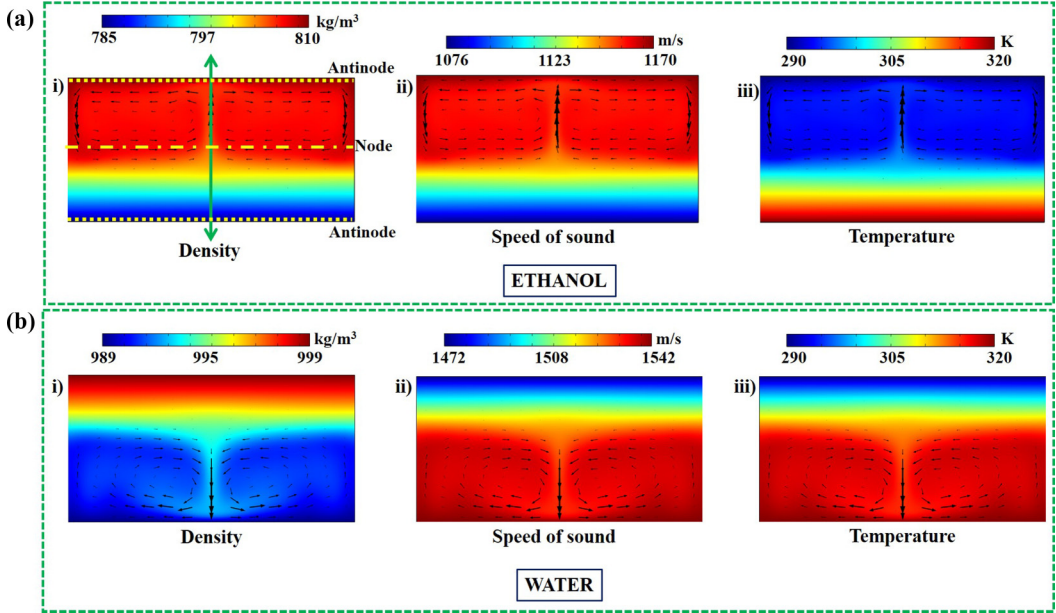 (a)
kg/m³
785 797 810
m/s
1076 1123 1170
K
290 305 320
i) Antinode
ii)
iii)
Node
Antinode
Density
Speed of sound
Temperature
ETHANOL
(b)
kg/m³
989 995 999
m/s
1472 1508 1542
K
290 305 320
i)
ii)
iii)
Density
Speed of sound
Temperature
WATER